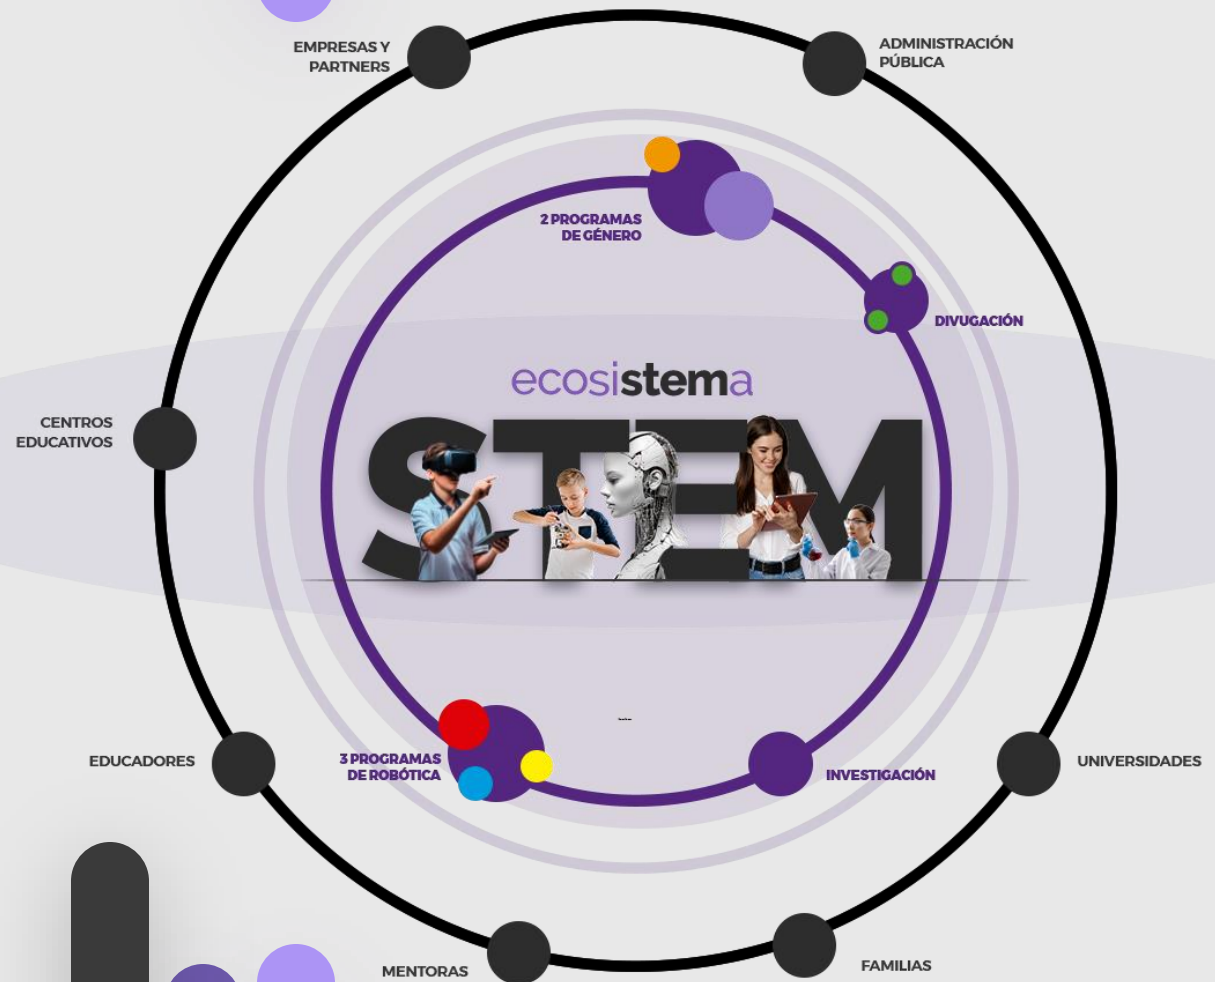 EMPRESAS Y
PARTNERS
ADMINISTRACIÓN
PÚBLICA
2 PROGRAMAS
DE GÉNERO
DIVUGACIÓN
ecosistema
STEM
CENTROS
EDUCATIVOS
3 PROGRAMAS
DE ROBÓTICA
INVESTIGACIÓN
EDUCADORES
UNIVERSIDADES
MENTORAS
FAMILIAS